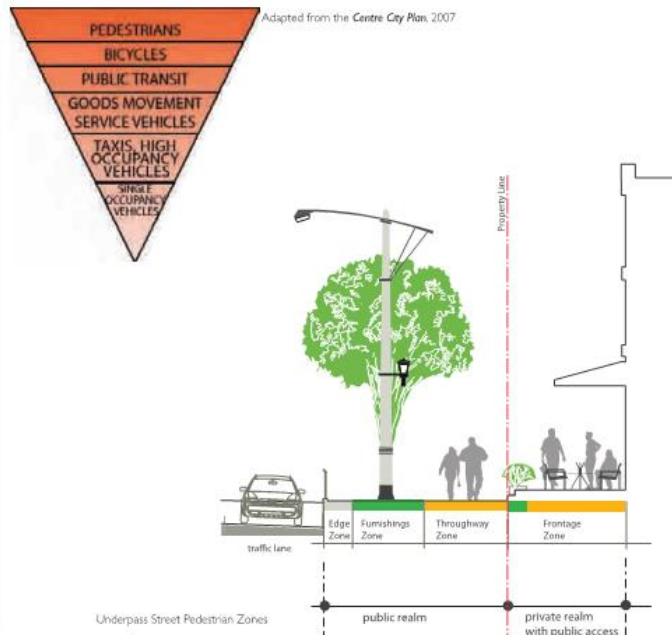 Adapted from the Centre City Plan, 2007
PEDESTRIANS
BICYCLES
PUBLIC TRANSIT
GOODS MOVEMENT
SERVICE VEHICLES
TAXIS, HIGH
OCCUPANCY
VEHICLES
SINGLE
OCCUPANCY
VEHICLES
Property Line
Edge
Zone
Furnishings
Zone
Throughway
Zone
Frontage
Zone
traffic lane
public realm
private realm
with public access
Underpass Street Pedestrian Zones